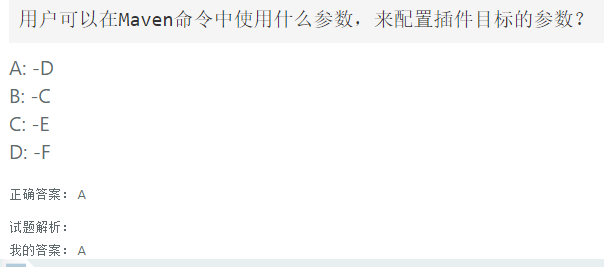 用户可以在Maven命令中使用什么参数，来配置插件目标的参数？
A: -D
B: -C
C: -E
D: -F
正确答案： A
试题解析：
我的答案： A